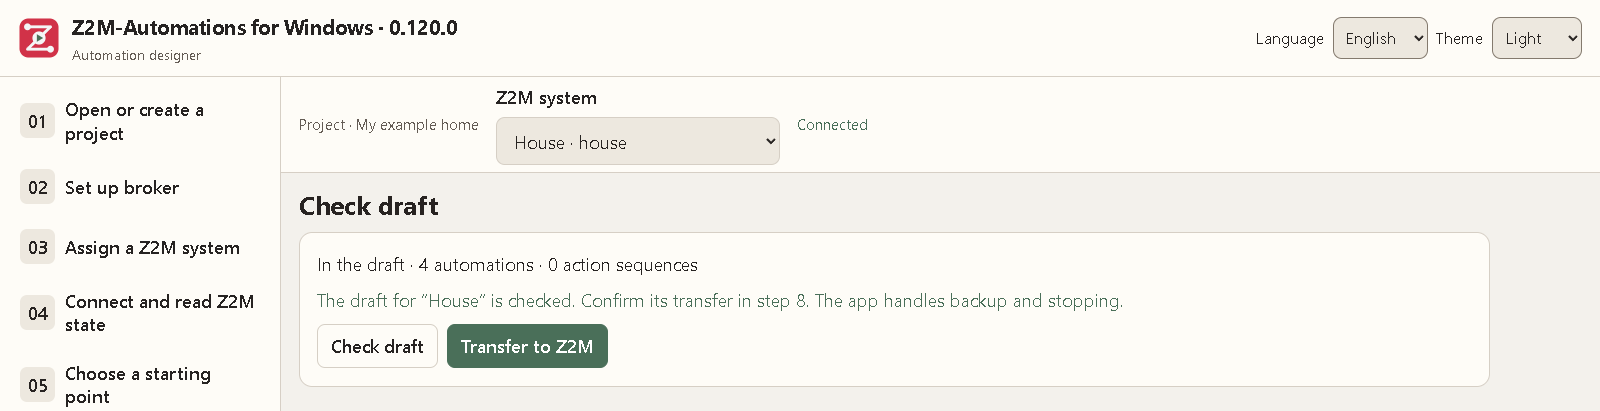 Z2M-Automations for Windows · 0.120.0
Automation designer
Language English Theme Light
01 Open or create a
project
02 Set up broker
03 Assign a Z2M system
04 Connect and read Z2M
state
05 Choose a starting
point
Z2M system
Project · My example home House · house Connected
Check draft
In the draft · 4 automations · 0 action sequences
The draft for “House” is checked. Confirm its transfer in step 8. The app handles backup and stopping.
Check draft Transfer to Z2M